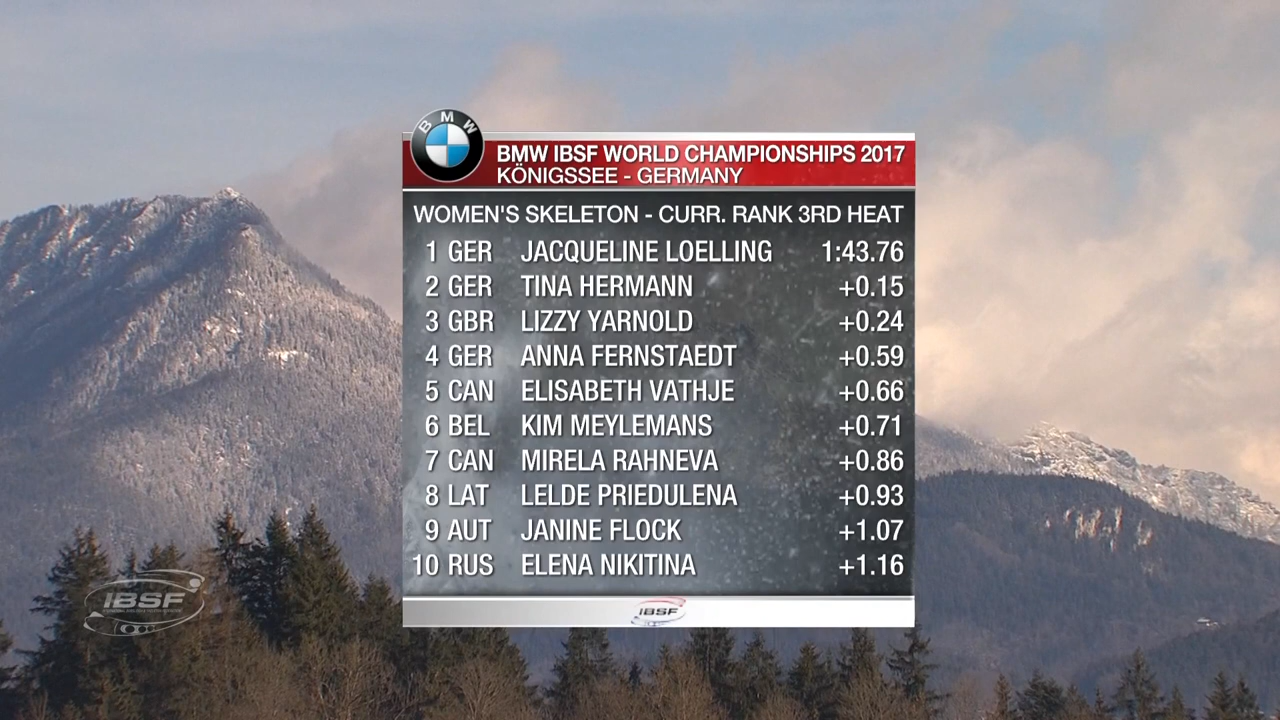 BMW
BMW IBSF WORLD CHAMPIONSHIPS 2017
KÖNIGSSEE - GERMANY
WOMEN'S SKELETON - CURR. RANK 3RD HEAT
1 GER JACQUELINE LOELLING 1:43.76
2 GER TINA HERMANN +0.15
3 GBR LIZZY YARNOLD +0.24
4 GER ANNA FERNSTAEDT +0.59
5 CAN ELISABETH VATHJE +0.66
6 BEL KIM MEYLEMANS +0.71
7 CAN MIRELA RAHNEVA +0.86
8 LAT LELDE PRIEDULENA +0.93
9 AUT JANINE FLOCK +1.07
10 RUS ELENA NIKITINA +1.16
IBSF
IBSF